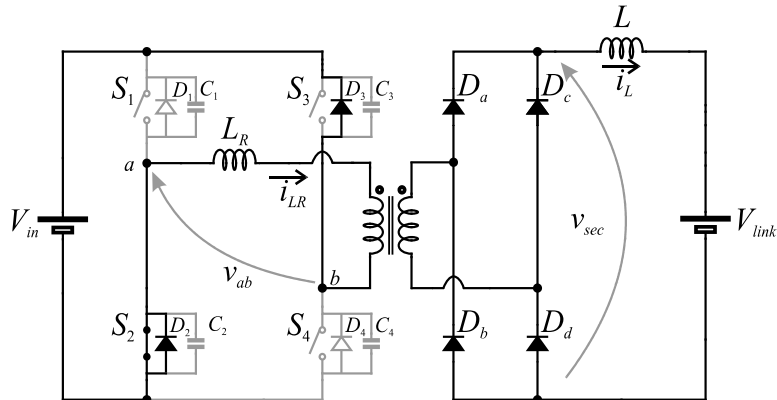 L
S1 D1 C1 S3 D3 C3 Da Dc iL
LR
a
iLR
Vin vab b vsec Vlink
S2 D2 C2 S4 D4 C4 Db Dd